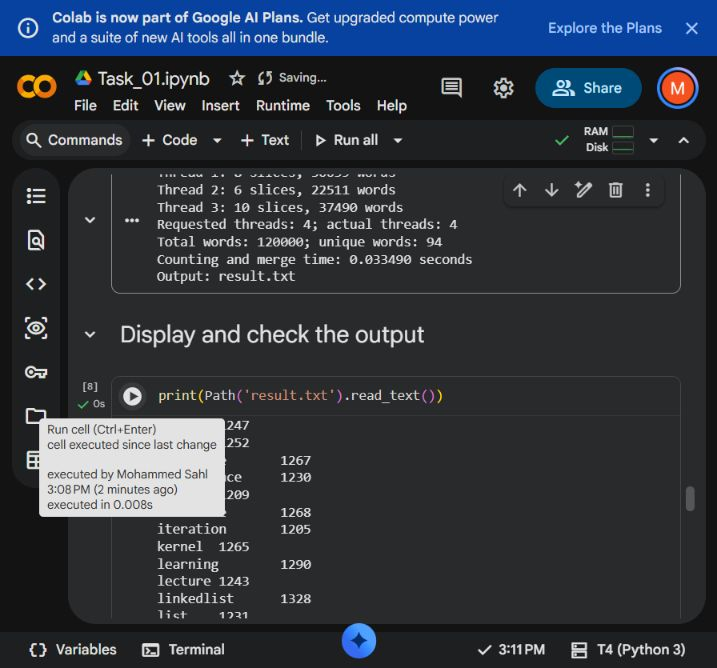 Colab is now part of Google AI Plans. Get upgraded compute power
and a suite of new AI tools all in one bundle.
Explore the Plans
Task_01.ipynb
Saving...
File Edit View Insert Runtime Tools Help
Share
M
Commands + Code + Text Run all
RAM
Disk
Thread 2: 6 slices, 22511 words
Thread 3: 10 slices, 37490 words
Requested threads: 4; actual threads: 4
Total words: 120000; unique words: 94
Counting and merge time: 0.033490 seconds
Output: result.txt
Display and check the output
[8]
0s
print(Path('result.txt').read_text())
Run cell (Ctrl+Enter)
cell executed since last change
executed by Mohammed Sahl
3:08 PM (2 minutes ago)
executed in 0.008s
1267
1230
1268
iteration 1205
kernel 1265
learning 1290
lecture 1243
linkedlist 1328
list 1231
Variables Terminal
3:11 PM T4 (Python 3)